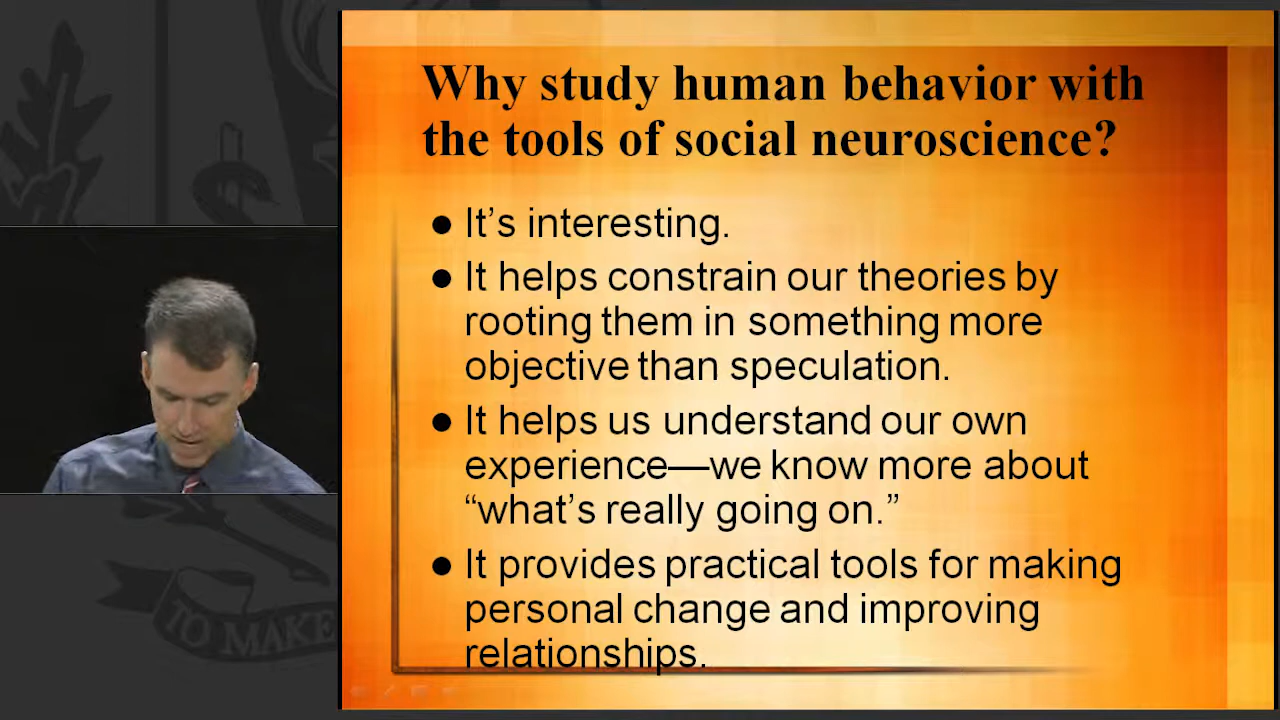 Why study human behavior with
the tools of social neuroscience?
● It's interesting.
● It helps constrain our theories by
rooting them in something more
objective than speculation.
● It helps us understand our own
experience—we know more about
“what's really going on.”
● It provides practical tools for making
personal change and improving
relationships.
TO MAKE